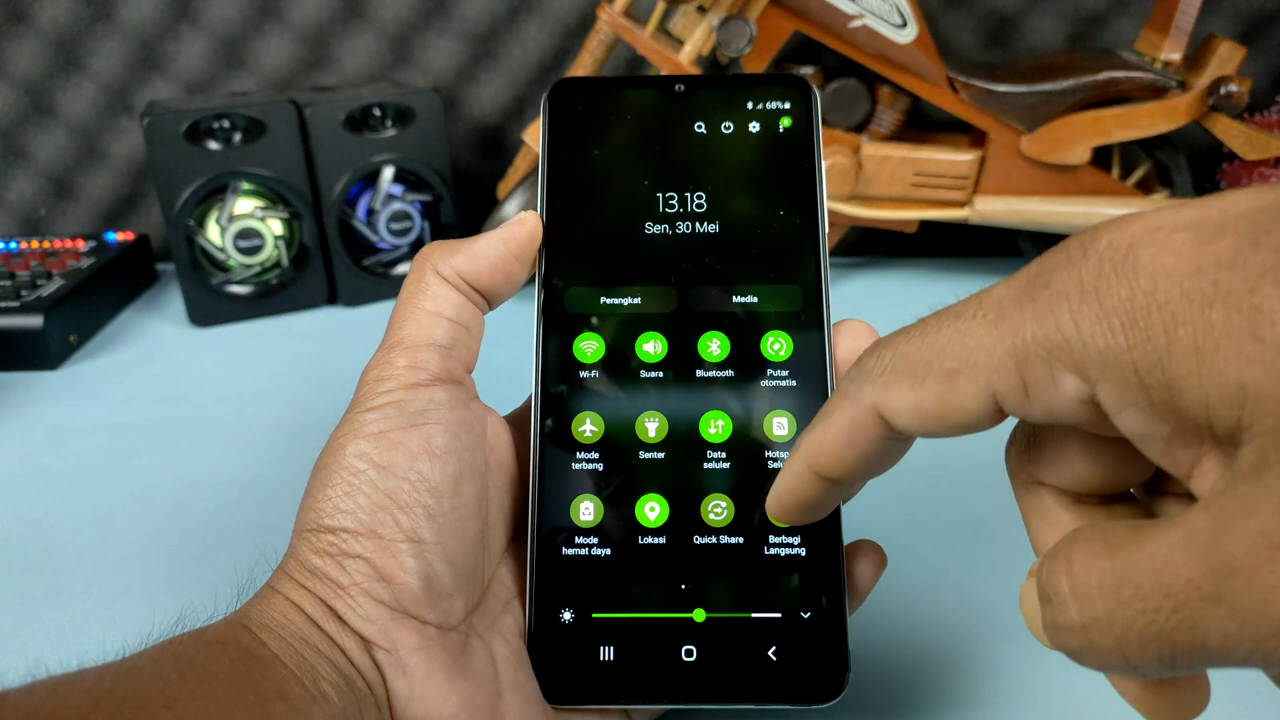 68%
13.18
Sen, 30 Mei
Perangkat
Media
Wi-Fi
Suara
Bluetooth
Putar
otomatis
Mode
terbang
Senter
Data
seluler
Mode
hemat daya
Lokasi
Quick Share
Berbagi
Langsung